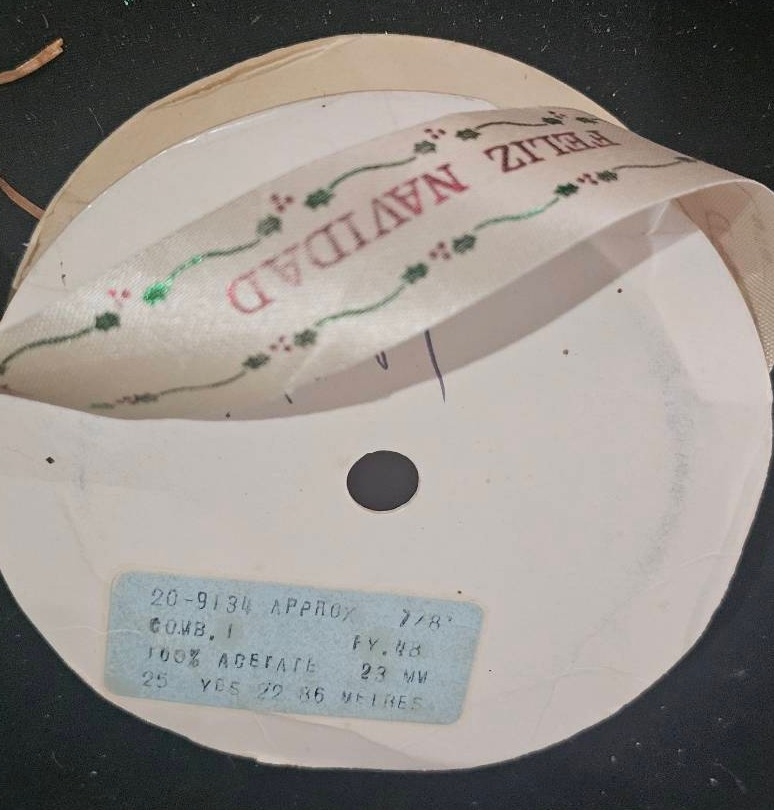 FELIZ NAVIDAD
20-9134 APPROX 7/8"
COMB. 1 FY.48
100% ACETATE 23 MM
25 YDS 22 86 METRES